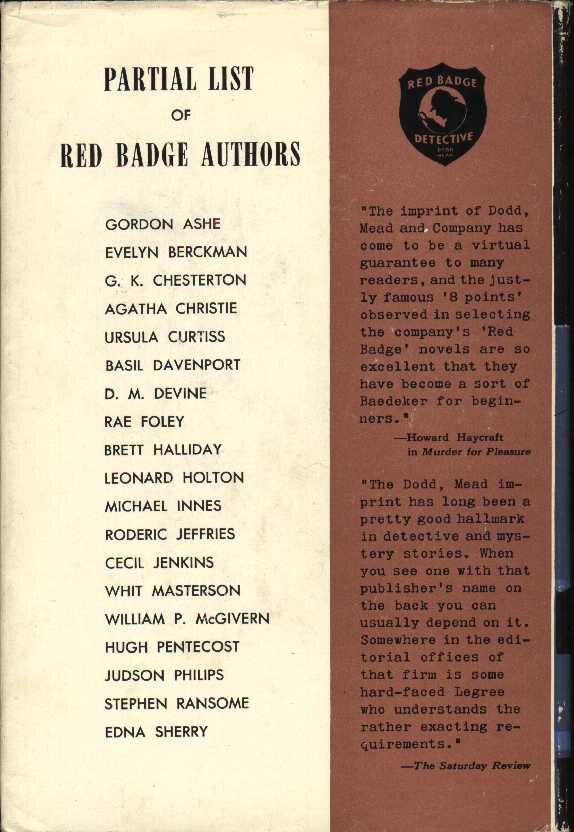 PARTIAL LIST
OF
RED BADGE AUTHORS
GORDON ASHE
EVELYN BERCKMAN
G. K. CHESTERTON
AGATHA CHRISTIE
URSULA CURTISS
BASIL DAVENPORT
D. M. DEVINE
RAE FOLEY
BRETT HALLIDAY
LEONARD HOLTON
MICHAEL INNES
RODERIC JEFFRIES
CECIL JENKINS
WHIT MASTERSON
WILLIAM P. McGIVERN
HUGH PENTECOST
JUDSON PHILIPS
STEPHEN RANSOME
EDNA SHERRY
RED BADGE
DETECTIVE
"The imprint of Dodd,
Mead and Company has
come to be a virtual
guarantee to many
readers, and the just-
ly famous '8 points'
observed in selecting
the company's 'Red
Badge' novels are so
excellent that they
have become a sort of
Baedeker for begin-
ners."
—Howard Haycraft
in Murder for Pleasure
"The Dodd, Mead im-
print has long been a
pretty good hallmark
in detective and mys-
tery stories. When
you see one with that
publisher's name on
the back you can
usually depend on it.
Somewhere in the edi-
torial offices of
that firm is some
hard-faced Legree
who understands the
rather exacting re-
quirements."
—The Saturday Review